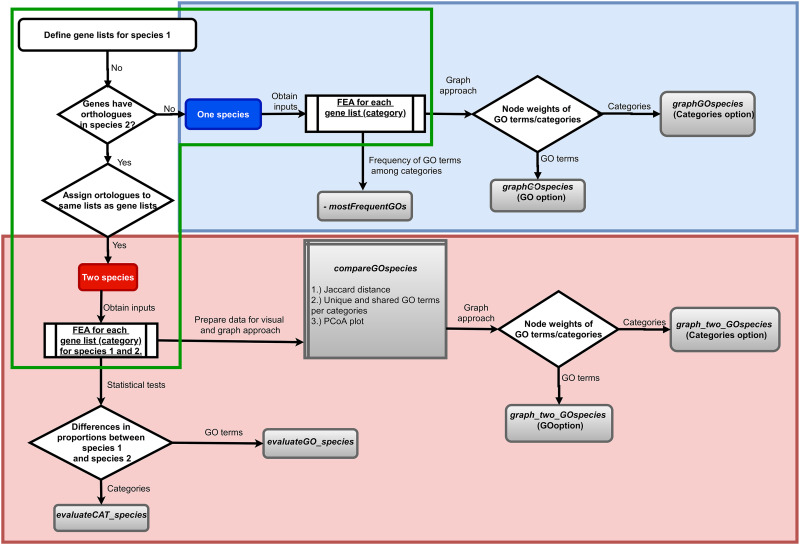 Define gene lists for species 1
No
Genes have
orthologues
in species 2?
No
One species
Obtain
inputs
FEA for each
gene list (category)
Graph
approach
Node weights of
GO terms/categories
Categories
graphGOspecies
(Categories option)
GO terms
graphGOspecies
(GO option)
Frequency of GO terms
among categories
- mostFrequentGOs
Yes
Assign ortologues to
same lists as gene lists
Yes
Two species
Obtain inputs
FEA for each
gene list (category)
for species 1 and 2.
Prepare data for visual
and graph approach
compareGOspecies
1.) Jaccard distance
2.) Unique and shared GO terms
per categories
3.) PCoA plot
Graph
approach
Node weights of
GO terms/categories
Categories
graph_two_GOspecies
(Categories option)
GO terms
graph_two_GOspecies
(GOoption)
Statistical tests
Differences in
proportions between
species 1
and species 2
GO terms
evaluateGO_species
Categories
evaluateCAT_species